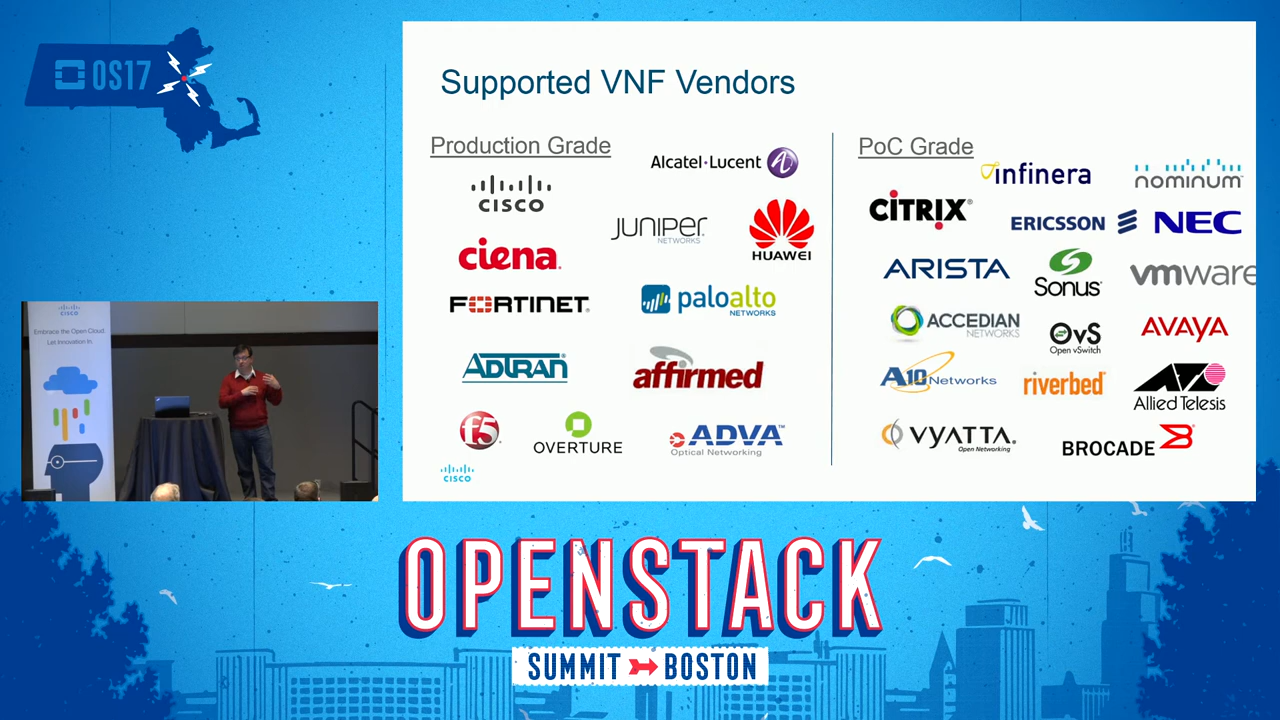 OS17
CISCO
Embrace the Open Cloud.
Let Innovation In.
Supported VNF Vendors
Production Grade
Alcatel·Lucent
CISCO
JUNIPER
NETWORKS
HUAWEI
ciena
FORTINET
paloalto
NETWORKS
ADTRAN
affirmed
f5
OVERTURE
ADVA
Optical Networking
CISCO
PoC Grade
infinera
nominum
CITRIX
ERICSSON
NEC
ARISTA
SONUS
vmware
ACCEDIAN
NETWORKS
OvS
Open vSwitch
AVAYA
A10 Networks
riverbed
Allied Telesis
VYATTA
Open Networking
BROCADE
OPENSTACK
SUMMIT BOSTON